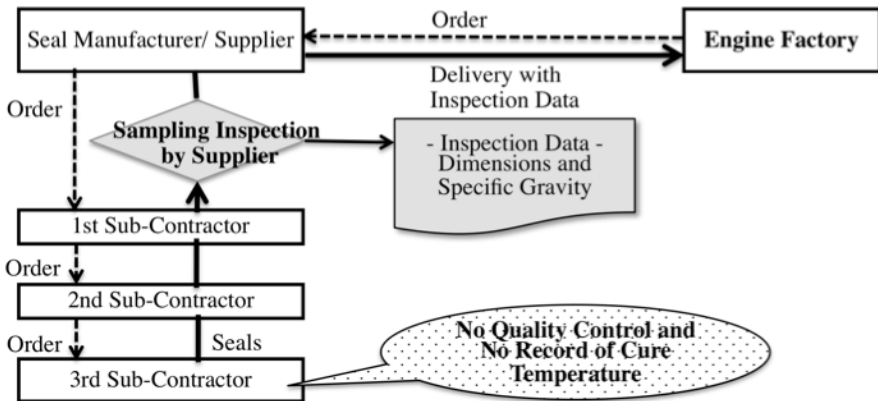 Order
Seal Manufacturer/ Supplier
Engine Factory
Delivery with
Inspection Data
Order
Sampling Inspection
by Supplier
- Inspection Data -
Dimensions and
Specific Gravity
1st Sub-Contractor
Order
2nd Sub-Contractor
Order
Seals
No Quality Control and
No Record of Cure
Temperature
3rd Sub-Contractor